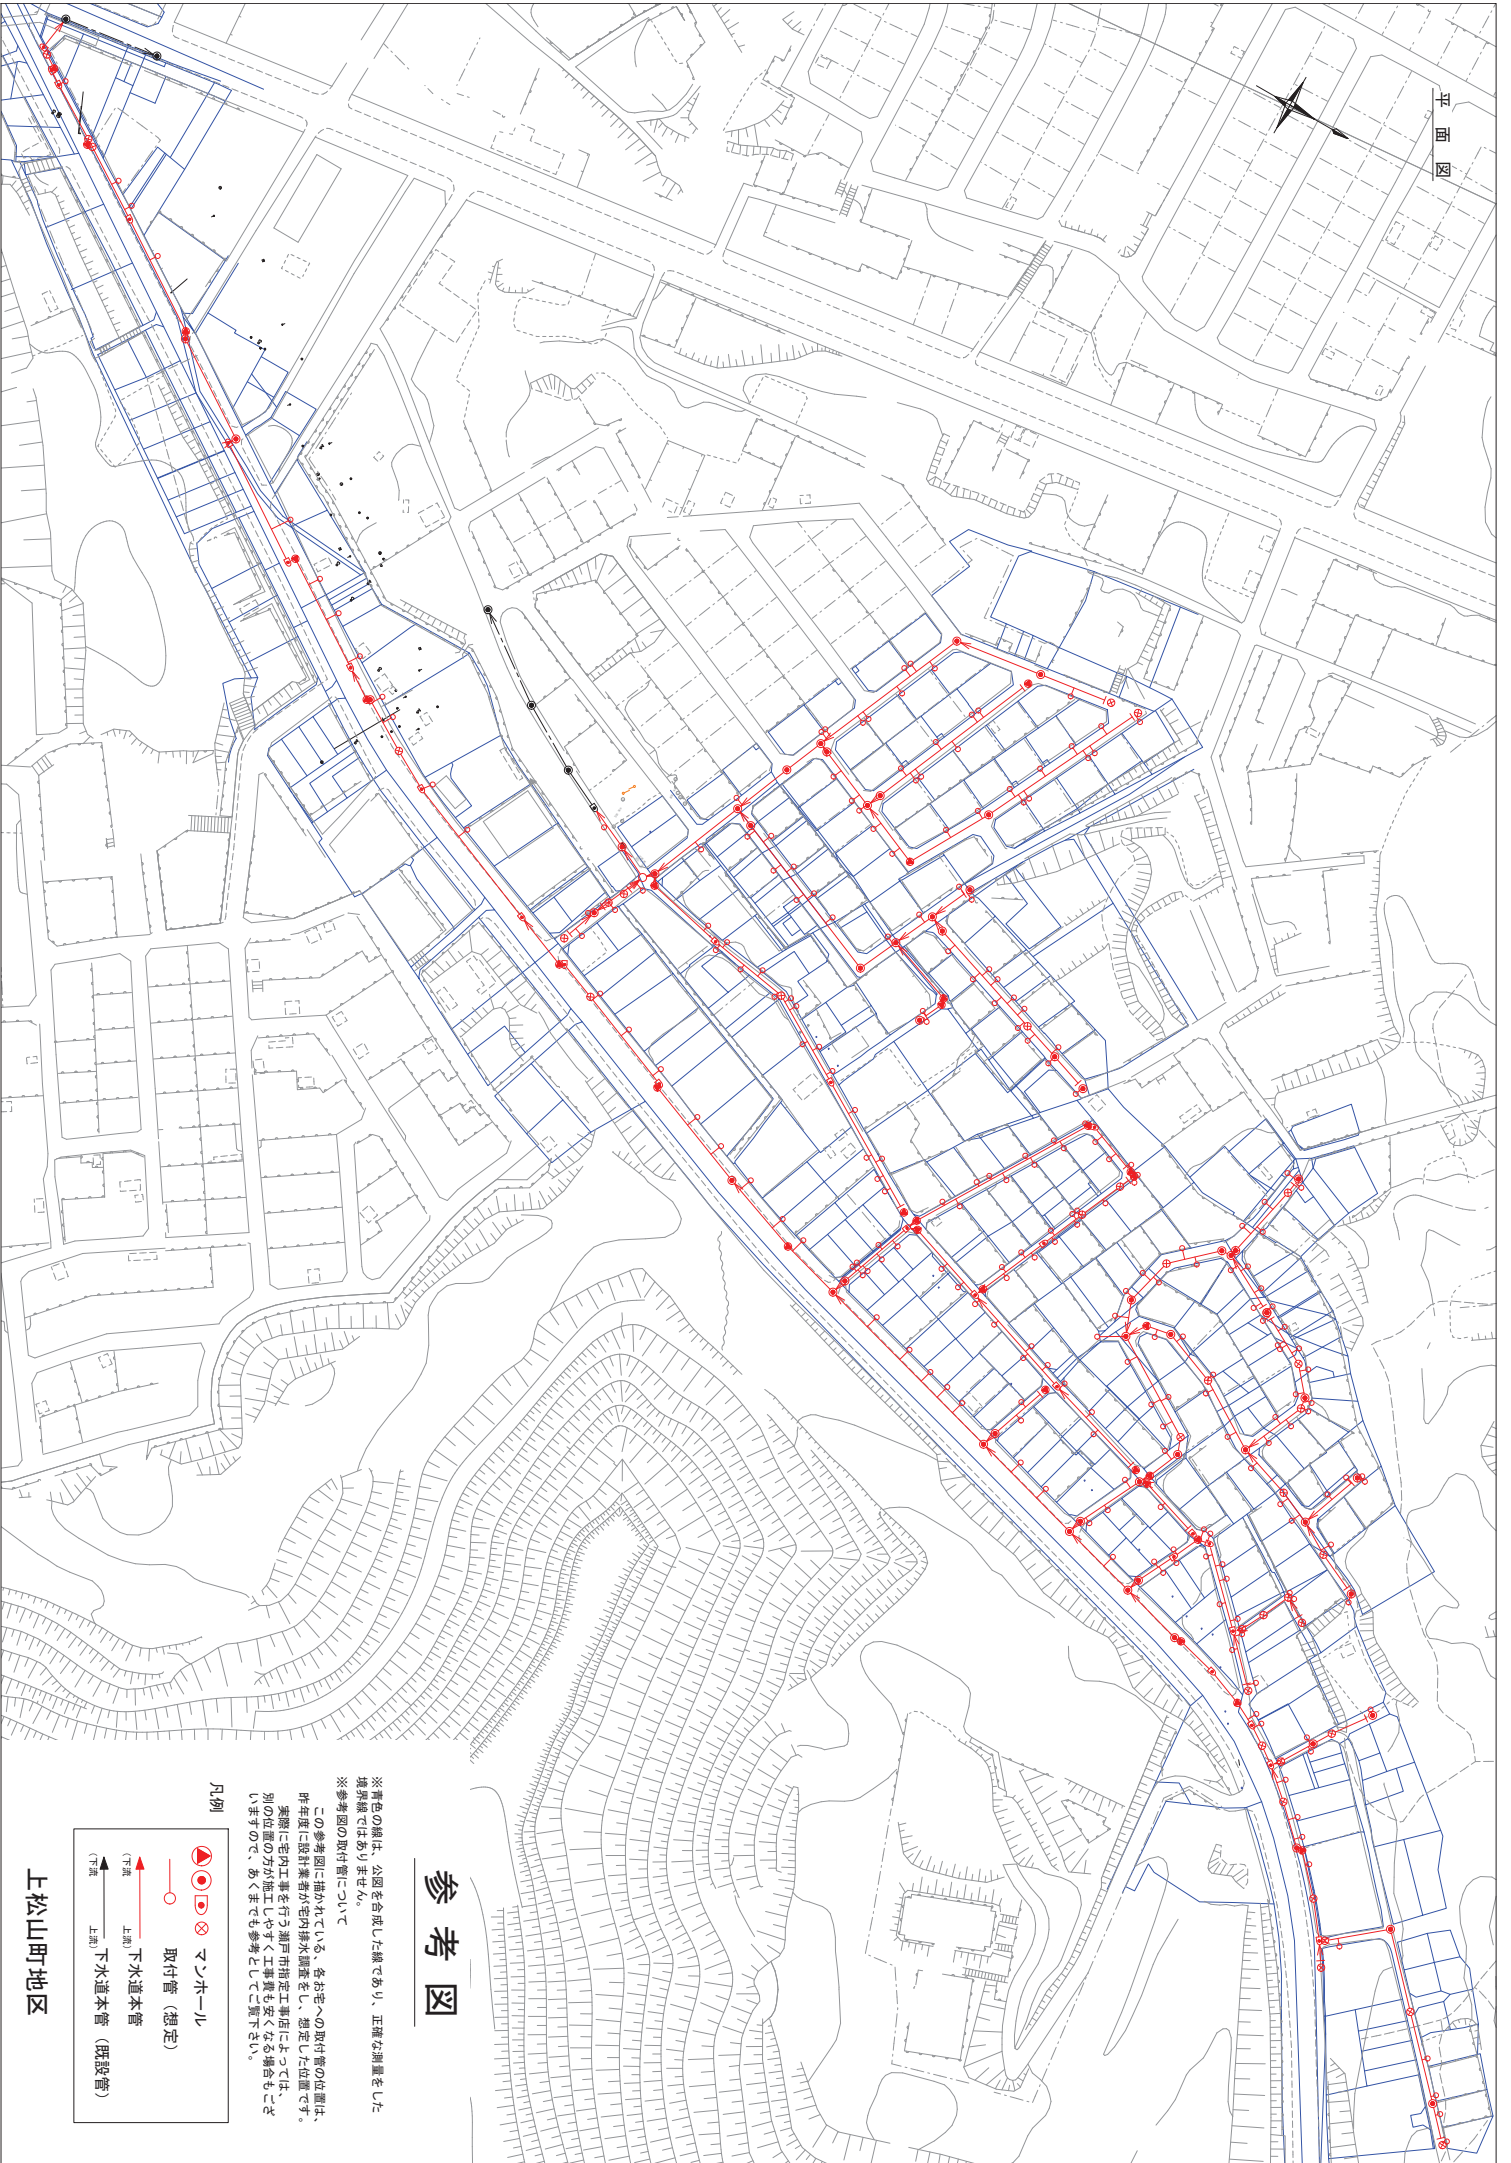 平面図
参考図
※青色の線は、公図を合成した線であり、正確な測量をした
境界線ではありません。
※参考図の取付管について
この参考図に描かれている、各お宅への取付管の位置は、
昨年度に設計業者が宅内排水調査をし、想定した位置です。
実際に宅内工事を行う瀬戸市指定工事店によっては、
別の位置の方が施工しやすく工事費も安くなる場合もござ
いますので、あくまでも参考としてご覧下さい。
凡例
マンホール
取付管（想定）
（下流 上流）下水道本管
（下流 上流）下水道本管（既設管）
上松山町地区